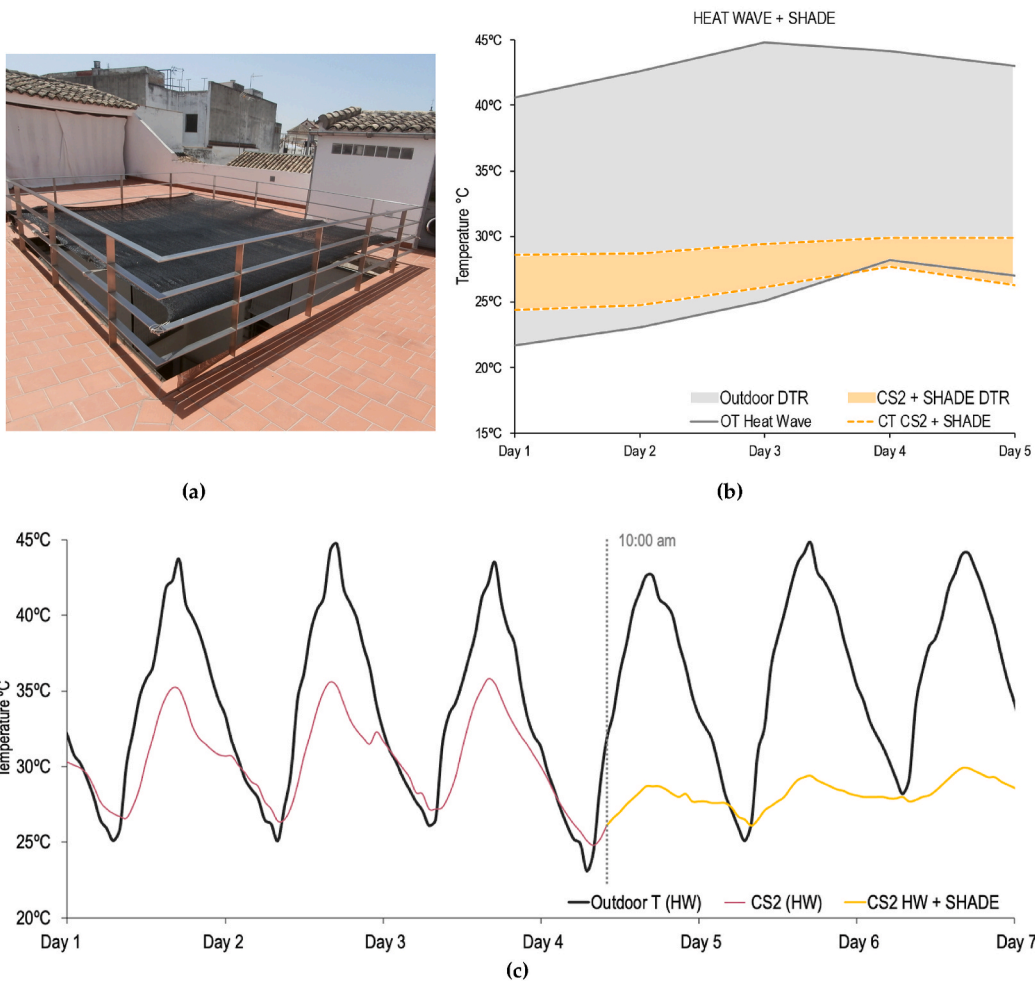 HEAT WAVE + SHADE
45ºC
40ºC
35ºC
30ºC
25ºC
20ºC
15ºC
Temperature °C
Outdoor DTR
CS2 + SHADE DTR
OT Heat Wave
CT CS2 + SHADE
Day 1
Day 2
Day 3
Day 4
Day 5
(a)
(b)
45ºC
40ºC
35ºC
30ºC
25ºC
20ºC
Temperature ºC
10:00 am
Outdoor T (HW)
CS2 (HW)
CS2 HW + SHADE
Day 1
Day 2
Day 3
Day 4
Day 5
Day 6
Day 7
(c)